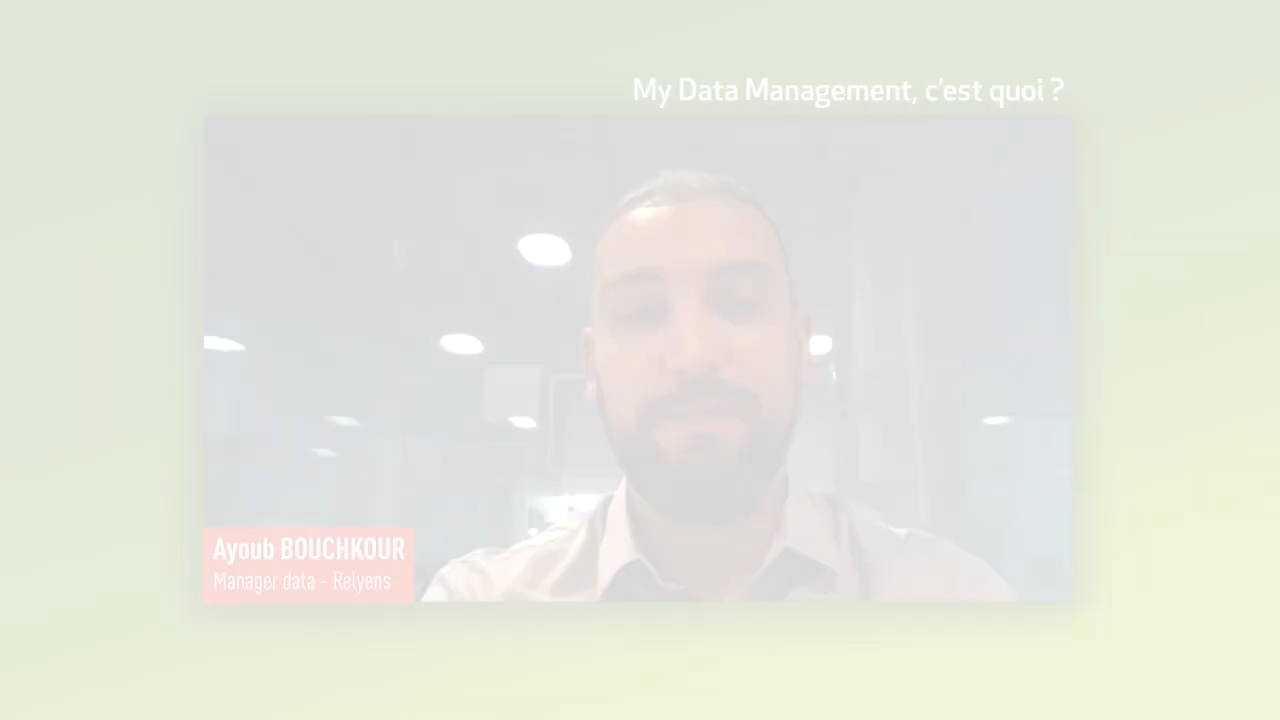 My Data Management, c'est quoi ?
Ayoub BOUCHKOUR
Manager data - Relyens